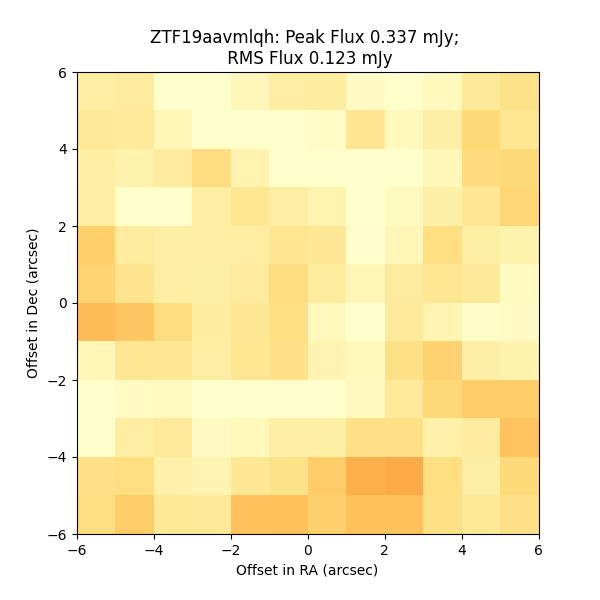 ZTF19aavmlqh: Peak Flux 0.337 mJy;
RMS Flux 0.123 mJy
6
4
2
0
−2
−4
−6
Offset in Dec (arcsec)
−6 −4 −2 0 2 4 6
Offset in RA (arcsec)